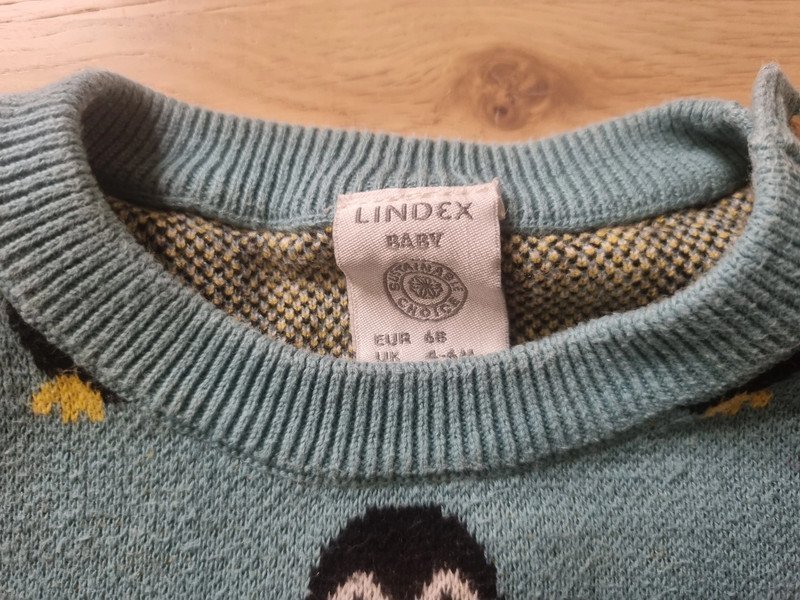 LINDEX
BABY
SUSTAINABLE
CHOICE
EUR 68
UK 4-6M